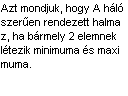 Azt mondjuk, hogy A háló
szerűen rendezett halma
z, ha bármely 2 elemnek
létezik minimuma és maxi
muma.